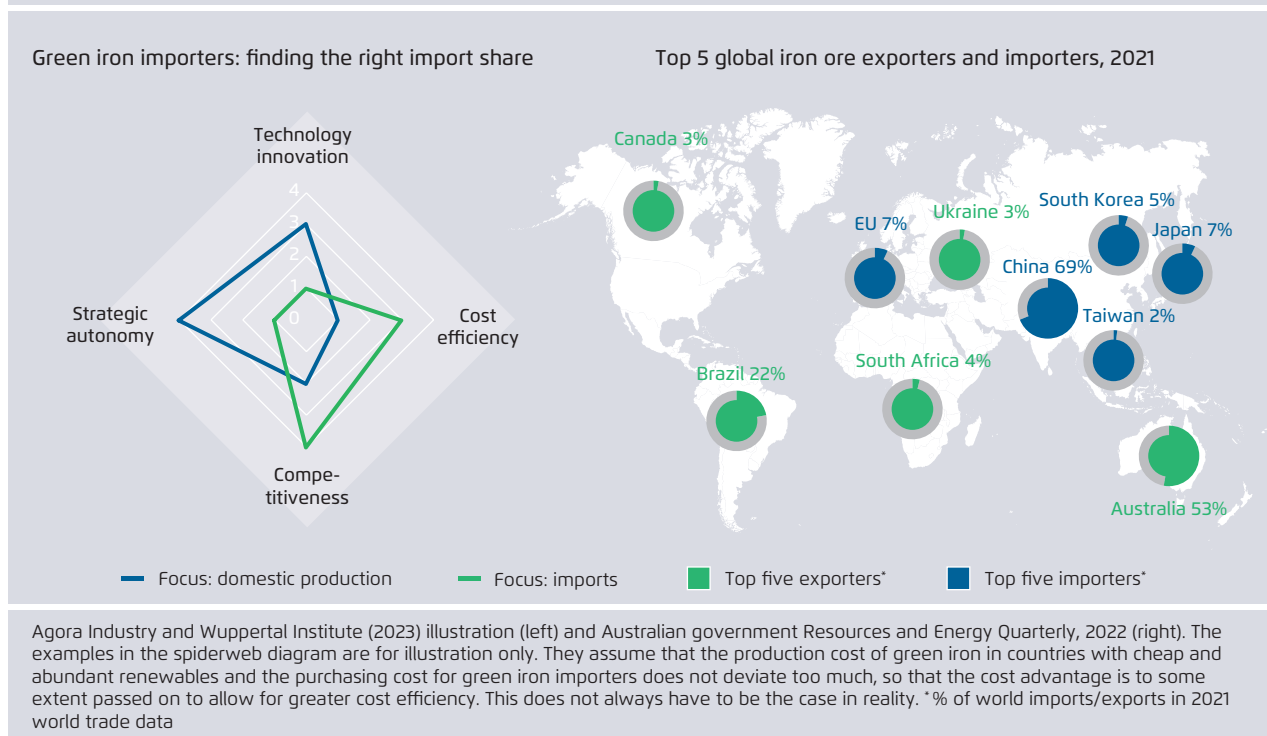 Green iron importers: finding the right import share
Technology
innovation
4
3
2
1
0
Strategic
autonomy
Cost
efficiency
Compe-
titiveness
Top 5 global iron ore exporters and importers, 2021
Canada 3%
EU 7%
Ukraine 3%
South Korea 5%
Japan 7%
China 69%
Taiwan 2%
South Africa 4%
Brazil 22%
Australia 53%
Focus: domestic production
Focus: imports
Top five exporters*
Top five importers*
Agora Industry and Wuppertal Institute (2023) illustration (left) and Australian government Resources and Energy Quarterly, 2022 (right). The
examples in the spiderweb diagram are for illustration only. They assume that the production cost of green iron in countries with cheap and
abundant renewables and the purchasing cost for green iron importers does not deviate too much, so that the cost advantage is to some
extent passed on to allow for greater cost efficiency. This does not always have to be the case in reality. *% of world imports/exports in 2021
world trade data